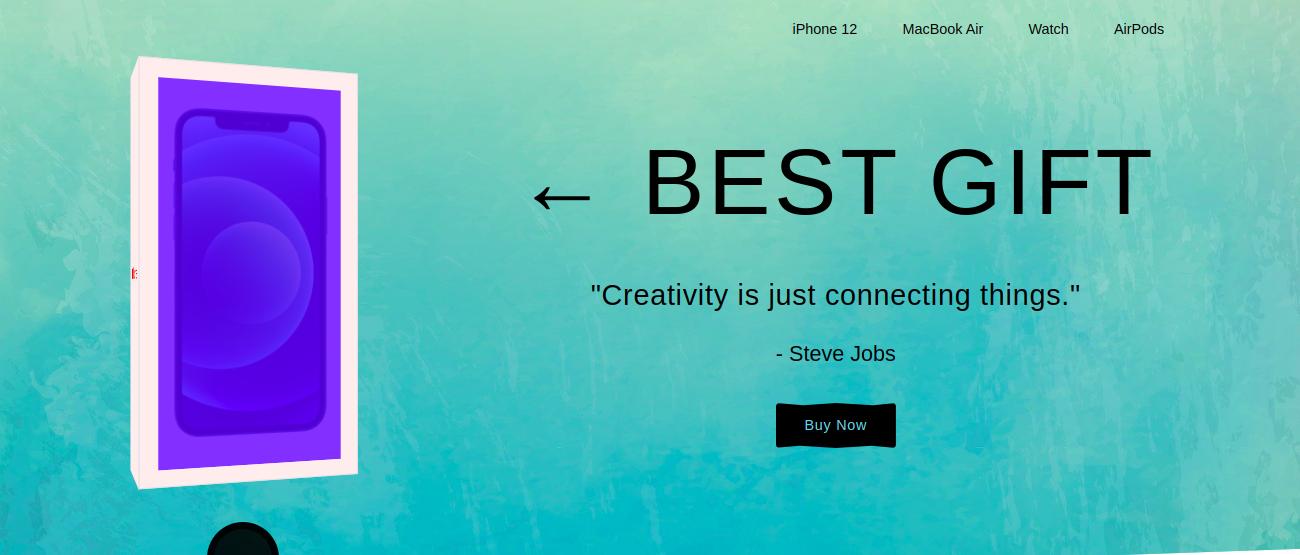 iPhone 12 MacBook Air Watch AirPods
← BEST GIFT
"Creativity is just connecting things."
- Steve Jobs
Buy Now